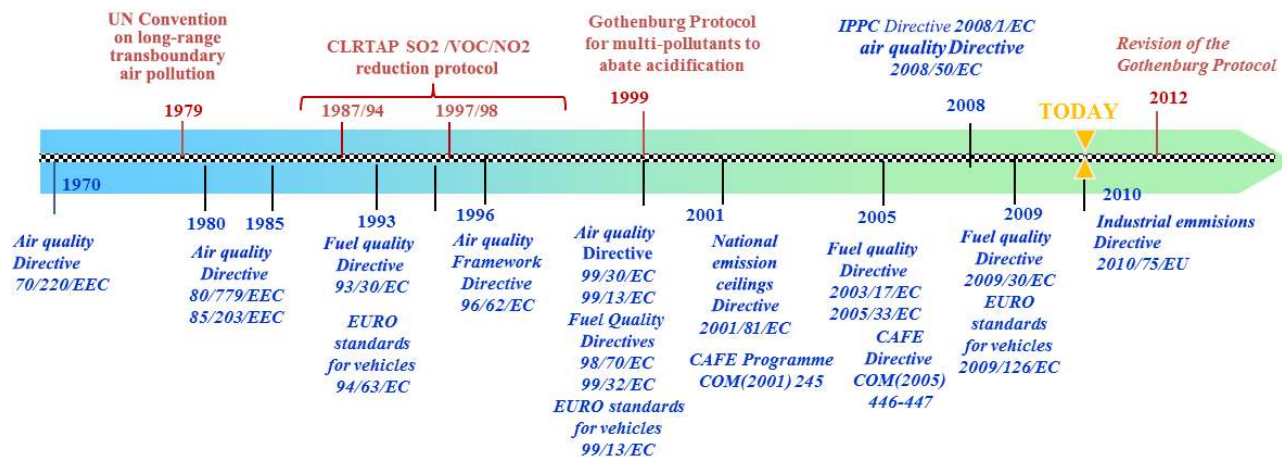 UN Convention
on long-range
transboundary
air pollution
1979
CLRTAP SO2 /VOC/NO2
reduction protocol
1987/94
1997/98
Gothenburg Protocol
for multi-pollutants to
abate acidification
1999
IPPC Directive 2008/1/EC
air quality Directive
2008/50/EC
2008
TODAY
Revision of the
Gothenburg Protocol
2012
1970
Air quality
Directive
70/220/EEC
1980
1985
Air quality
Directive
80/779/EEC
85/203/EEC
1993
Fuel quality
Directive
93/30/EC
EURO
standards
for vehicles
94/63/EC
1996
Air quality
Framework
Directive
96/62/EC
Air quality
Directive
99/30/EC
99/13/EC
Fuel Quality
Directives
98/70/EC
99/32/EC
EURO standards
for vehicles
99/13/EC
2001
National
emission
ceilings
Directive
2001/81/EC
CAFE Programme
COM(2001) 245
2005
Fuel quality
Directive
2003/17/EC
2005/33/EC
CAFE
Directive
COM(2005)
446-447
2009
Fuel quality
Directive
2009/30/EC
EURO
standards
for vehicles
2009/126/EC
2010
Industrial emmisions
Directive
2010/75/EU